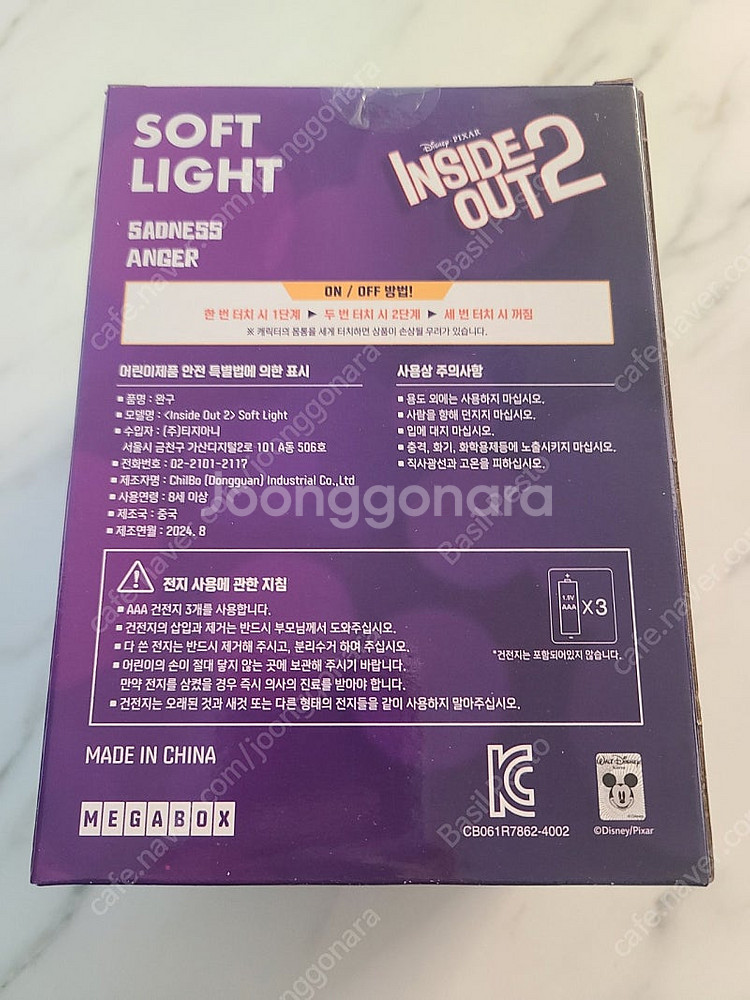 SOFT
LIGHT
Disney · PIXAR
INSIDE
OUT 2
SADNESS
ANGER
ON / OFF 방법!
한 번 터치 시 1단계 ▶ 두 번 터치 시 2단계 ▶ 세 번 터치 시 꺼짐
※ 캐릭터의 몸통을 세게 터치하면 상품이 손상될 우려가 있습니다.
어린이제품 안전 특별법에 의한 표시
■ 품명 : 완구
■ 모델명 : <Inside Out 2> Soft Light
■ 수입자 : (주)티지마니
서울시 금천구 가산디지털2로 101 A동 506호
■ 전화번호 : 02-2101-2117
■ 제조자명 : ChilBo (Dongguan) Industrial Co.,Ltd
■ 사용연령 : 8세 이상
■ 제조국 : 중국
■ 제조연월 : 2024. 8
사용상 주의사항
■ 용도 외에는 사용하지 마십시오.
■ 사람을 향해 던지지 마십시오.
■ 입에 대지 마십시오.
■ 충격, 화기, 화학용제등에 노출시키지 마십시오.
■ 직사광선과 고온을 피하십시오.
Joonggonara
전지 사용에 관한 지침
■ AAA 건전지 3개를 사용합니다.
■ 건전지의 삽입과 제거는 반드시 부모님께서 도와주십시오.
■ 다 쓴 전지는 반드시 제거해 주시고, 분리수거 하여 주십시오.
■ 어린이의 손이 절대 닿지 않는 곳에 보관해 주시기 바랍니다.
만약 전지를 삼켰을 경우 즉시 의사의 진료를 받아야 합니다.
■ 건전지는 오래된 것과 새것 또는 다른 형태의 전지들을 같이 사용하지 말아주십시오.
1.5V
AAA
X3
*건전지는 포함되어있지 않습니다.
MADE IN CHINA
MEGABOX
CB061R7862-4002
WALT DISNEY
©Disney/Pixar
cafe.naver.com/joonggonara
Basil Pesto